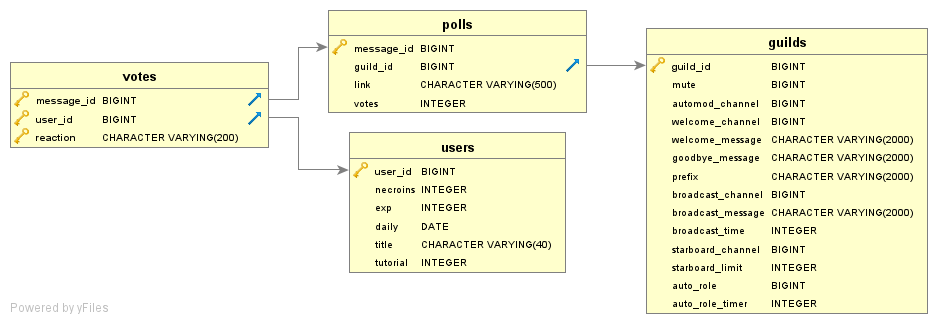 votes
message_id BIGINT
user_id BIGINT
reaction CHARACTER VARYING(200)
polls
message_id BIGINT
guild_id BIGINT
link CHARACTER VARYING(500)
votes INTEGER
users
user_id BIGINT
necroins INTEGER
exp INTEGER
daily DATE
title CHARACTER VARYING(40)
tutorial INTEGER
guilds
guild_id BIGINT
mute BIGINT
automod_channel BIGINT
welcome_channel BIGINT
welcome_message CHARACTER VARYING(2000)
goodbye_message CHARACTER VARYING(2000)
prefix CHARACTER VARYING(2000)
broadcast_channel BIGINT
broadcast_message CHARACTER VARYING(2000)
broadcast_time INTEGER
starboard_channel BIGINT
starboard_limit INTEGER
auto_role BIGINT
auto_role_timer INTEGER
Powered by yFiles